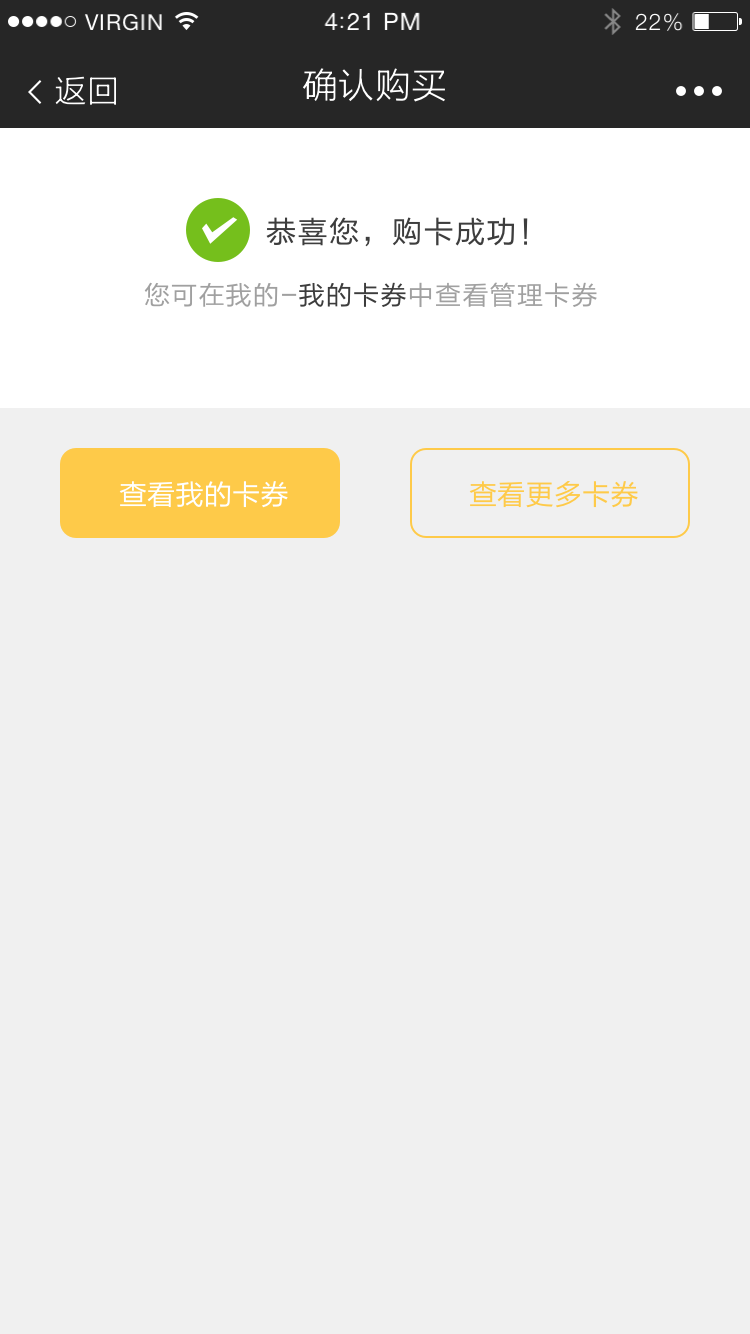 VIRGIN 4:21 PM 22%
返回 确认购买
恭喜您，购卡成功！
您可在我的-我的卡券中查看管理卡券
查看我的卡券 查看更多卡券